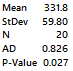 Mean 331.8
StDev 59.80
N 20
AD 0.826
P-Value 0.027